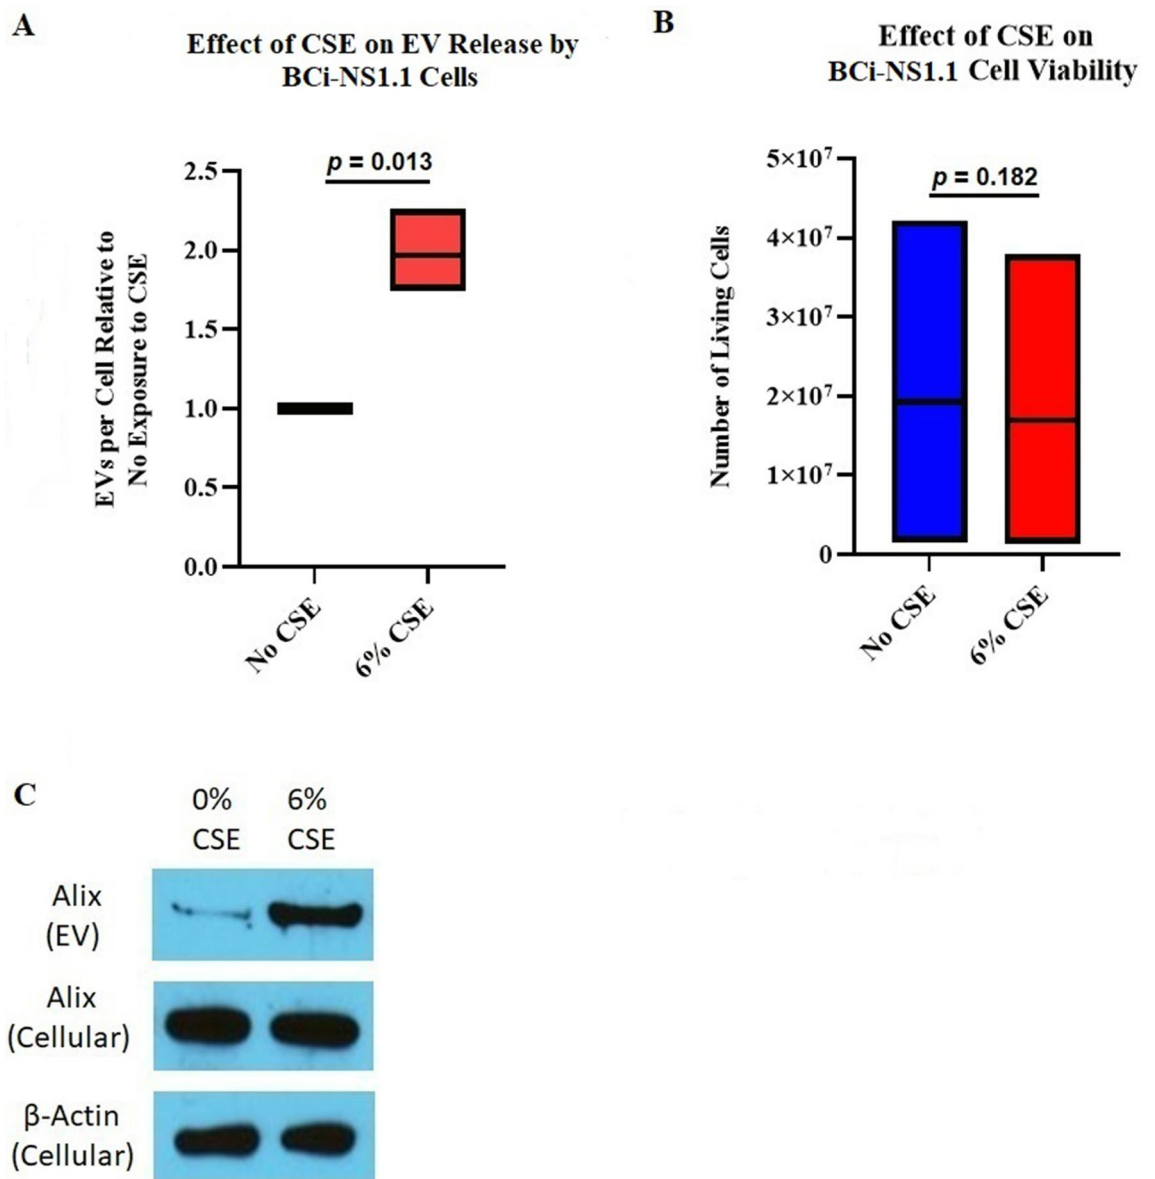 A
Effect of CSE on EV Release by
BCi-NS1.1 Cells
EVs per Cell Relative to
No Exposure to CSE
2.5
2.0
1.5
1.0
0.5
0.0
p = 0.013
No CSE
6% CSE
B
Effect of CSE on
BCi-NS1.1 Cell Viability
Number of Living Cells
5×10⁷
4×10⁷
3×10⁷
2×10⁷
1×10⁷
0
p = 0.182
No CSE
6% CSE
C
0% 6%
CSE CSE
Alix
(EV)
Alix
(Cellular)
β-Actin
(Cellular)